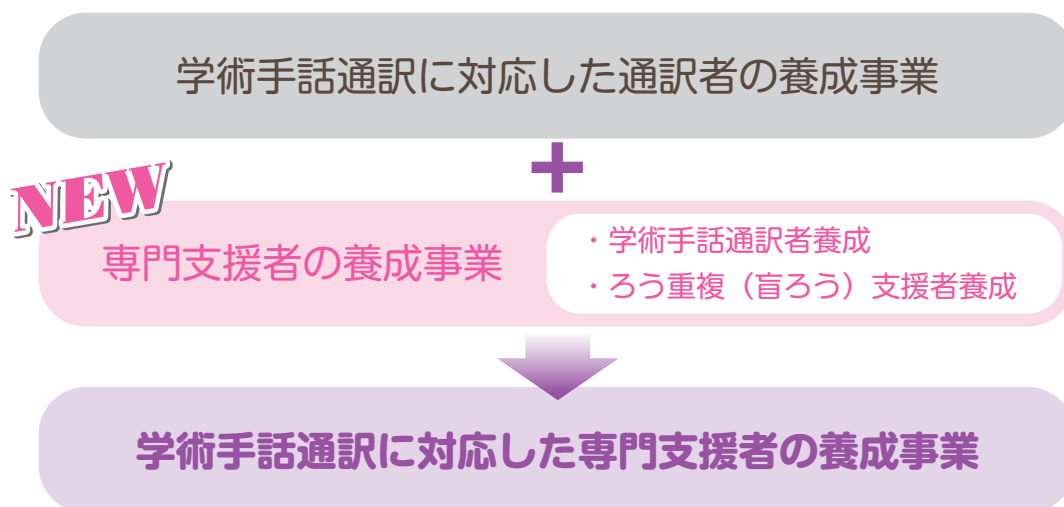 学術手話通訳に対応した通訳者の養成事業
+
NEW
専門支援者の養成事業
・学術手話通訳者養成
・ろう重複（盲ろう）支援者養成
学術手話通訳に対応した専門支援者の養成事業